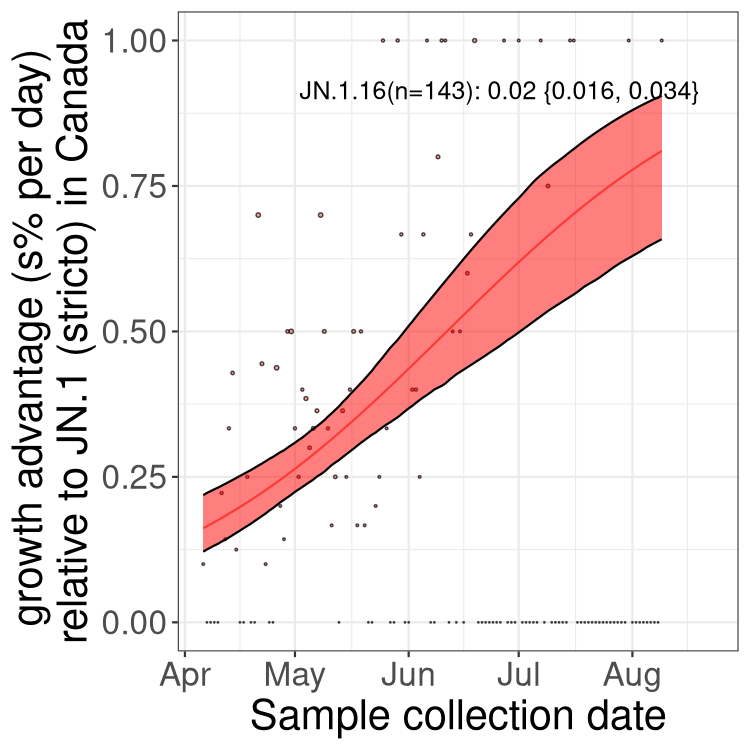 growth advantage (s% per day)
relative to JN.1 (stricto) in Canada
1.00
0.75
0.50
0.25
0.00
JN.1.16(n=143): 0.02 {0.016, 0.034}
Apr May Jun Jul Aug
Sample collection date